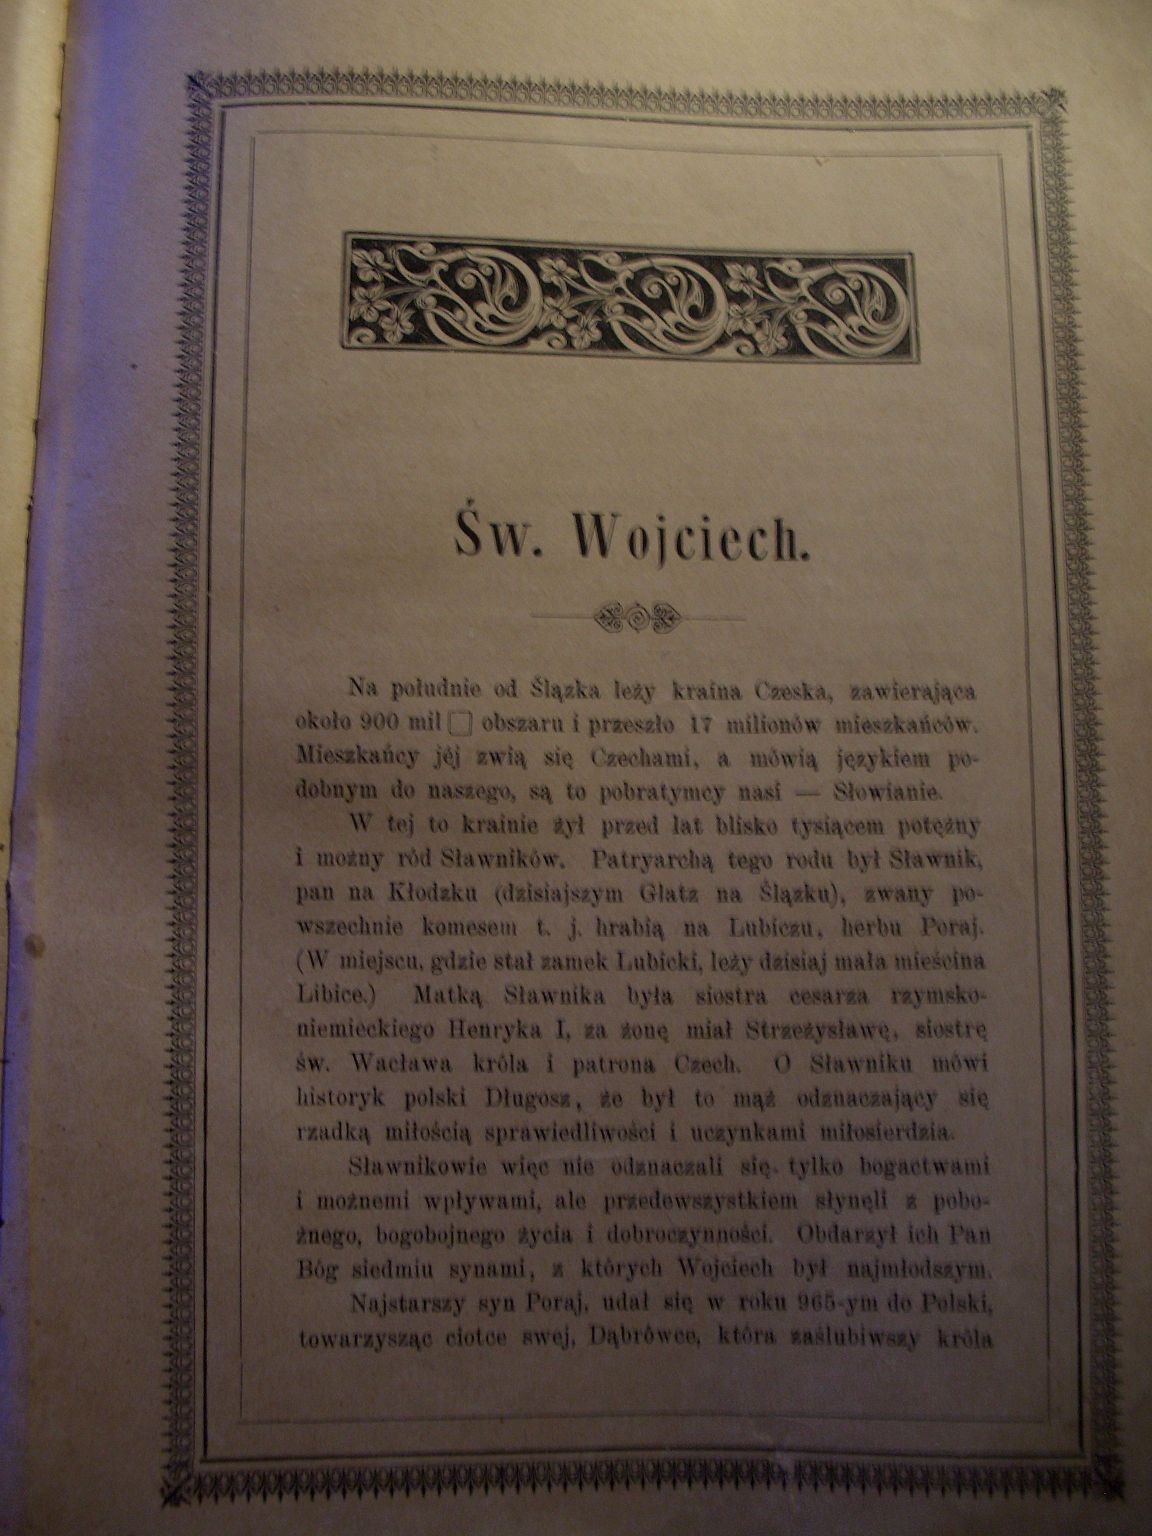 Św. Wojciech.
Na południe od Ślązka leży kraina Czeska, zawierająca
około 900 mil □ obszaru i przeszło 17 milionów mieszkańców.
Mieszkańcy jéj zwią się Czechami, a mówią językiem po-
dobnym do naszego, są to pobratymcy nasi — Słowianie.
W tej to krainie żył przed lat blisko tysiącem potężny
i możny ród Sławników. Patryarchą tego rodu był Sławnik,
pan na Kłodzku (dzisiajszym Glatz na Ślązku), zwany po-
wszechnie komesem t. j. hrabią na Lubiczu, herbu Poraj.
(W miejscu, gdzie stał zamek Lubicki, leży dzisiaj mała mieścina
Libice.) Matką Sławnika była siostra cesarza rzymsko-
niemieckiego Henryka I, za żonę miał Strzeżysławę, siostrę
św. Wacława króla i patrona Czech. O Sławniku mówi
historyk polski Długosz, że był to mąż odznaczający się
rzadką miłością sprawiedliwości i uczynkami miłosierdzia.
Sławnikowie więc nie odznaczali się tylko bogactwami
i możnemi wpływami, ale przedewszystkiem słynęli z pobo-
żnego, bogobojnego życia i dobroczynności. Obdarzył ich Pan
Bóg siedmiu synami, z których Wojciech był najmłodszym.
Najstarszy syn Poraj, udał się w roku 965-ym do Polski,
towarzysząc ciotce swej, Dąbrówce, która zaślubiwszy króla